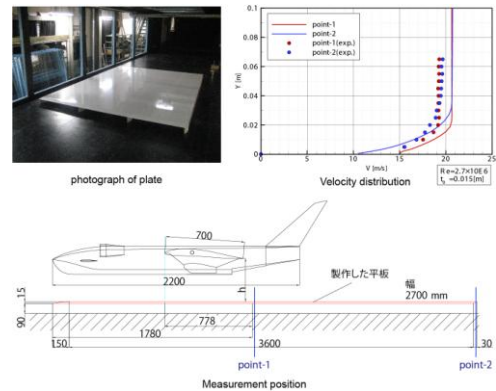 0.1
0.08
0.06
0.04
0.02
0
Y [m]
point-1
point-2
point-1(exp.)
point-2(exp.)
0 5 10 15 20 25
V [m/s]
Re=2.7×10E6
t_s=0.015[m]
photograph of plate
Velocity distribution
700
2200
h
製作した平板
幅
2700 mm
15
90
778
1780
150
3600
30
point-1
point-2
Measurement position